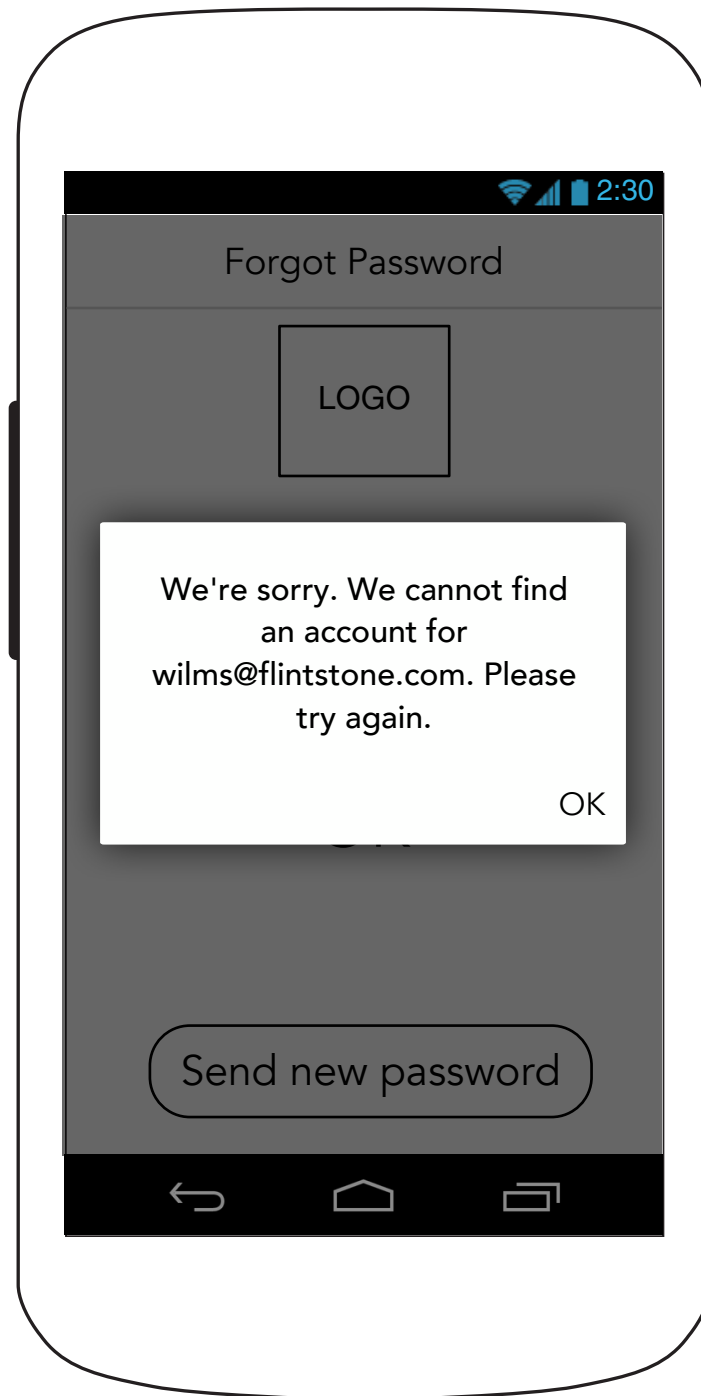 2:30
Forgot Password
LOGO
We're sorry. We cannot find
an account for
wilms@flintstone.com. Please
try again.
OK
Send new password